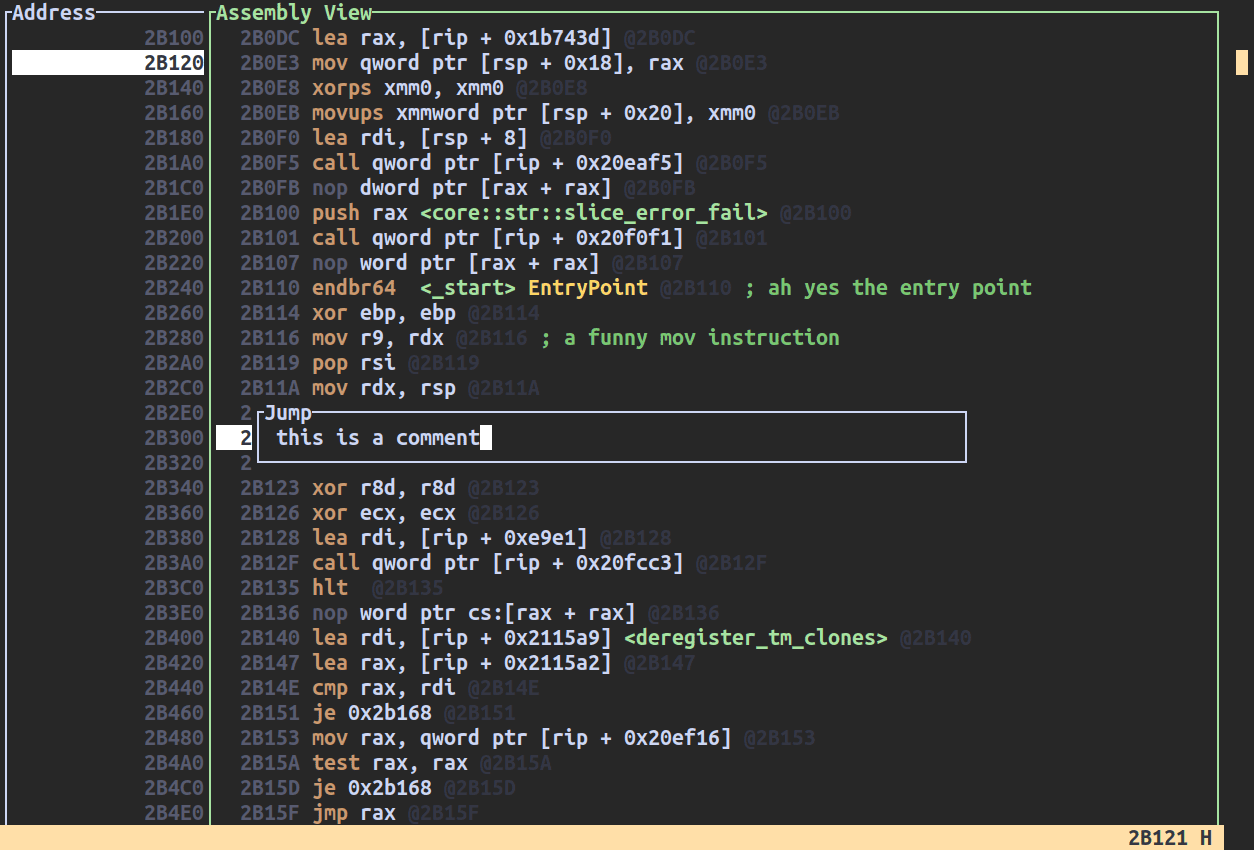 Address
2B100
2B120
2B140
2B160
2B180
2B1A0
2B1C0
2B1E0
2B200
2B220
2B240
2B260
2B280
2B2A0
2B2C0
2B2E0
2B300
2B320
2B340
2B360
2B380
2B3A0
2B3C0
2B3E0
2B400
2B420
2B440
2B460
2B480
2B4A0
2B4C0
2B4E0
Assembly View
2B0DC lea rax, [rip + 0x1b743d] @2B0DC
2B0E3 mov qword ptr [rsp + 0x18], rax @2B0E3
2B0E8 xorps xmm0, xmm0 @2B0E8
2B0EB movups xmmword ptr [rsp + 0x20], xmm0 @2B0EB
2B0F0 lea rdi, [rsp + 8] @2B0F0
2B0F5 call qword ptr [rip + 0x20eaf5] @2B0F5
2B0FB nop dword ptr [rax + rax] @2B0FB
2B100 push rax <core::str::slice_error_fail> @2B100
2B101 call qword ptr [rip + 0x20f0f1] @2B101
2B107 nop word ptr [rax + rax] @2B107
2B110 endbr64  <_start> EntryPoint @2B110 ; ah yes the entry point
2B114 xor ebp, ebp @2B114
2B116 mov r9, rdx @2B116 ; a funny mov instruction
2B119 pop rsi @2B119
2B11A mov rdx, rsp @2B11A
2
Jump
2
this is a comment
2
2B123 xor r8d, r8d @2B123
2B126 xor ecx, ecx @2B126
2B128 lea rdi, [rip + 0xe9e1] @2B128
2B12F call qword ptr [rip + 0x20fcc3] @2B12F
2B135 hlt  @2B135
2B136 nop word ptr cs:[rax + rax] @2B136
2B140 lea rdi, [rip + 0x2115a9] <deregister_tm_clones> @2B140
2B147 lea rax, [rip + 0x2115a2] @2B147
2B14E cmp rax, rdi @2B14E
2B151 je 0x2b168 @2B151
2B153 mov rax, qword ptr [rip + 0x20ef16] @2B153
2B15A test rax, rax @2B15A
2B15D je 0x2b168 @2B15D
2B15F jmp rax @2B15F
2B121 H